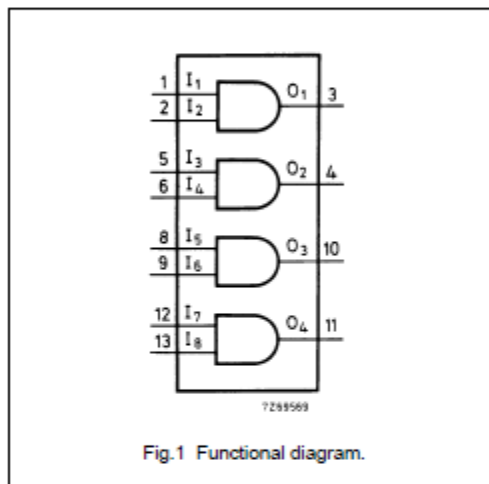 1 I1 O1 3
2 I2
5 I3 O2 4
6 I4
8 I5 O3 10
9 I6
12 I7 O4 11
13 I8
7Z69569
Fig.1 Functional diagram.